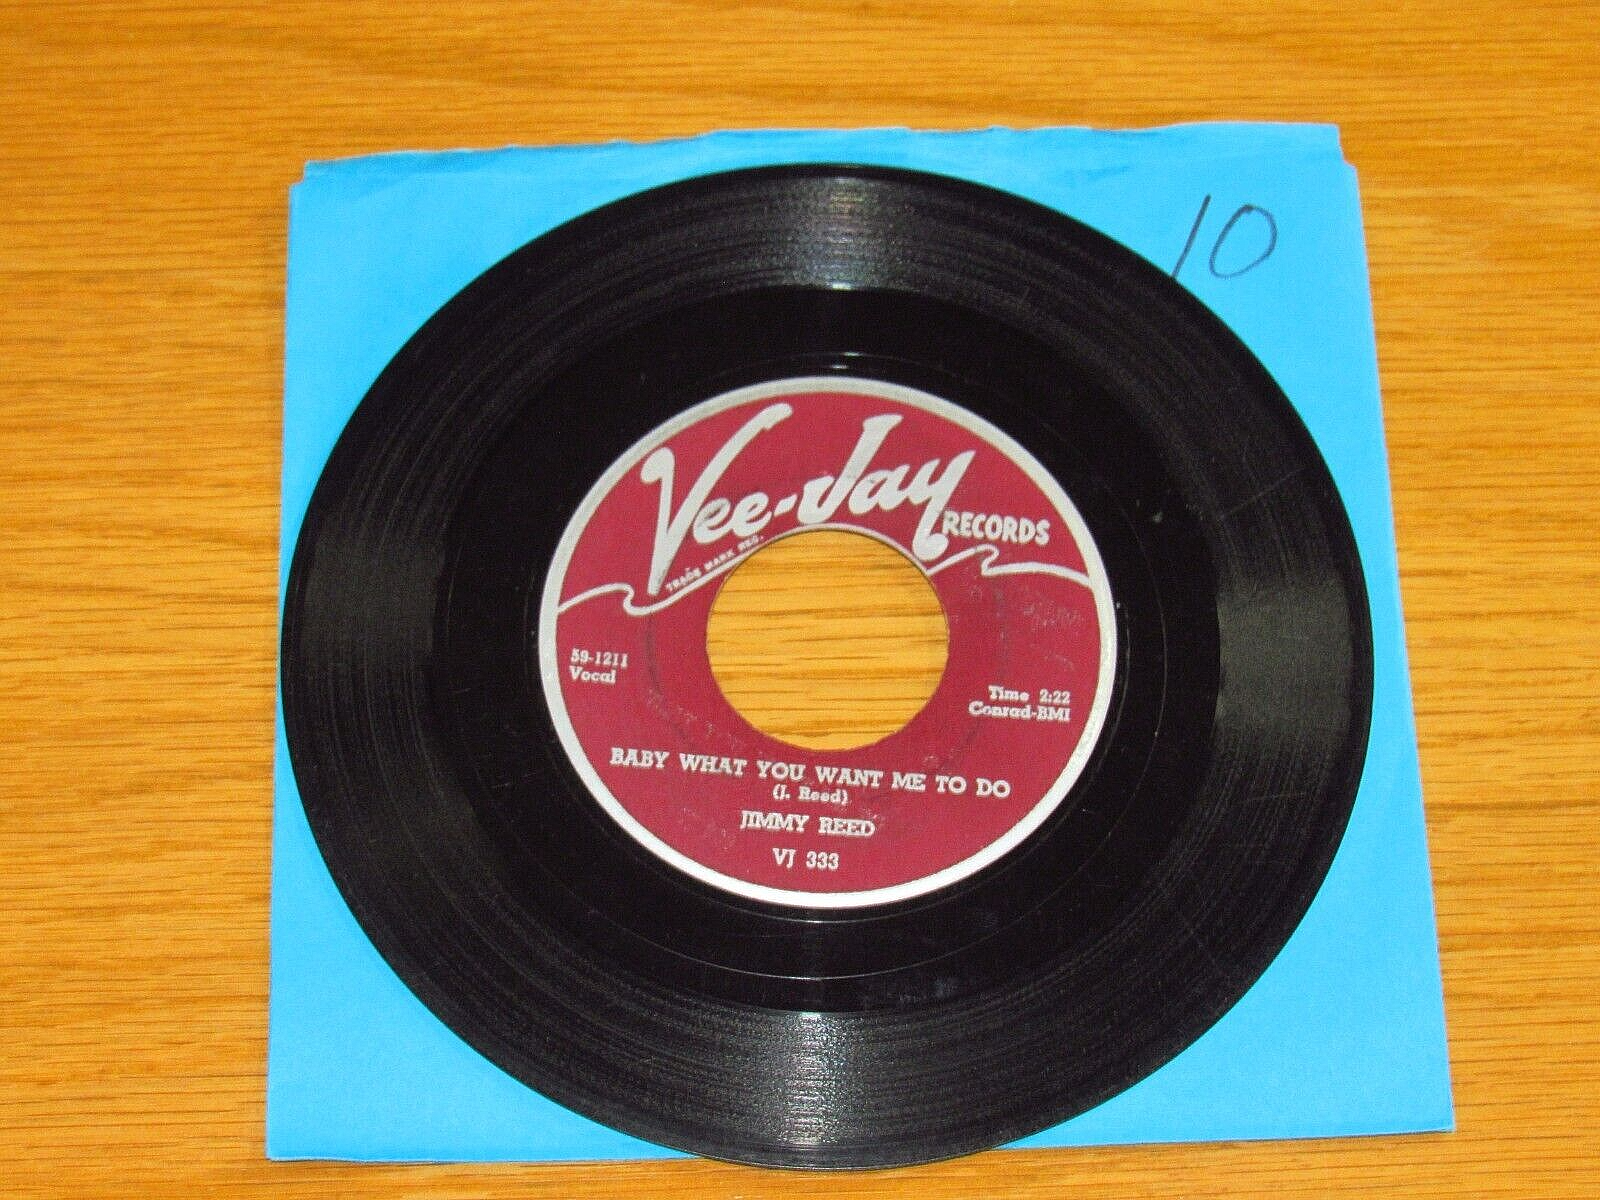 10
Vee-Jay
RECORDS
TRADE MARK REG.
59-1211
Vocal
Time 2:22
Conrad-BMI
BABY WHAT YOU WANT ME TO DO
(J. Reed)
JIMMY REED
VJ 333